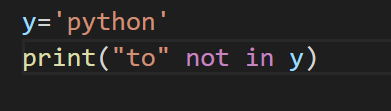 y='python'
print("to" not in y)